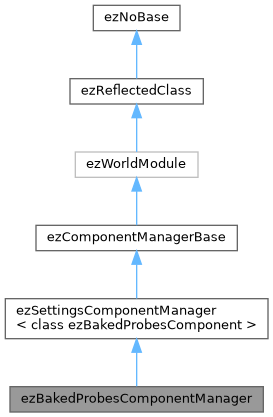 ezNoBase
ezReflectedClass
ezWorldModule
ezComponentManagerBase
ezSettingsComponentManager
< class ezBakedProbesComponent >
ezBakedProbesComponentManager